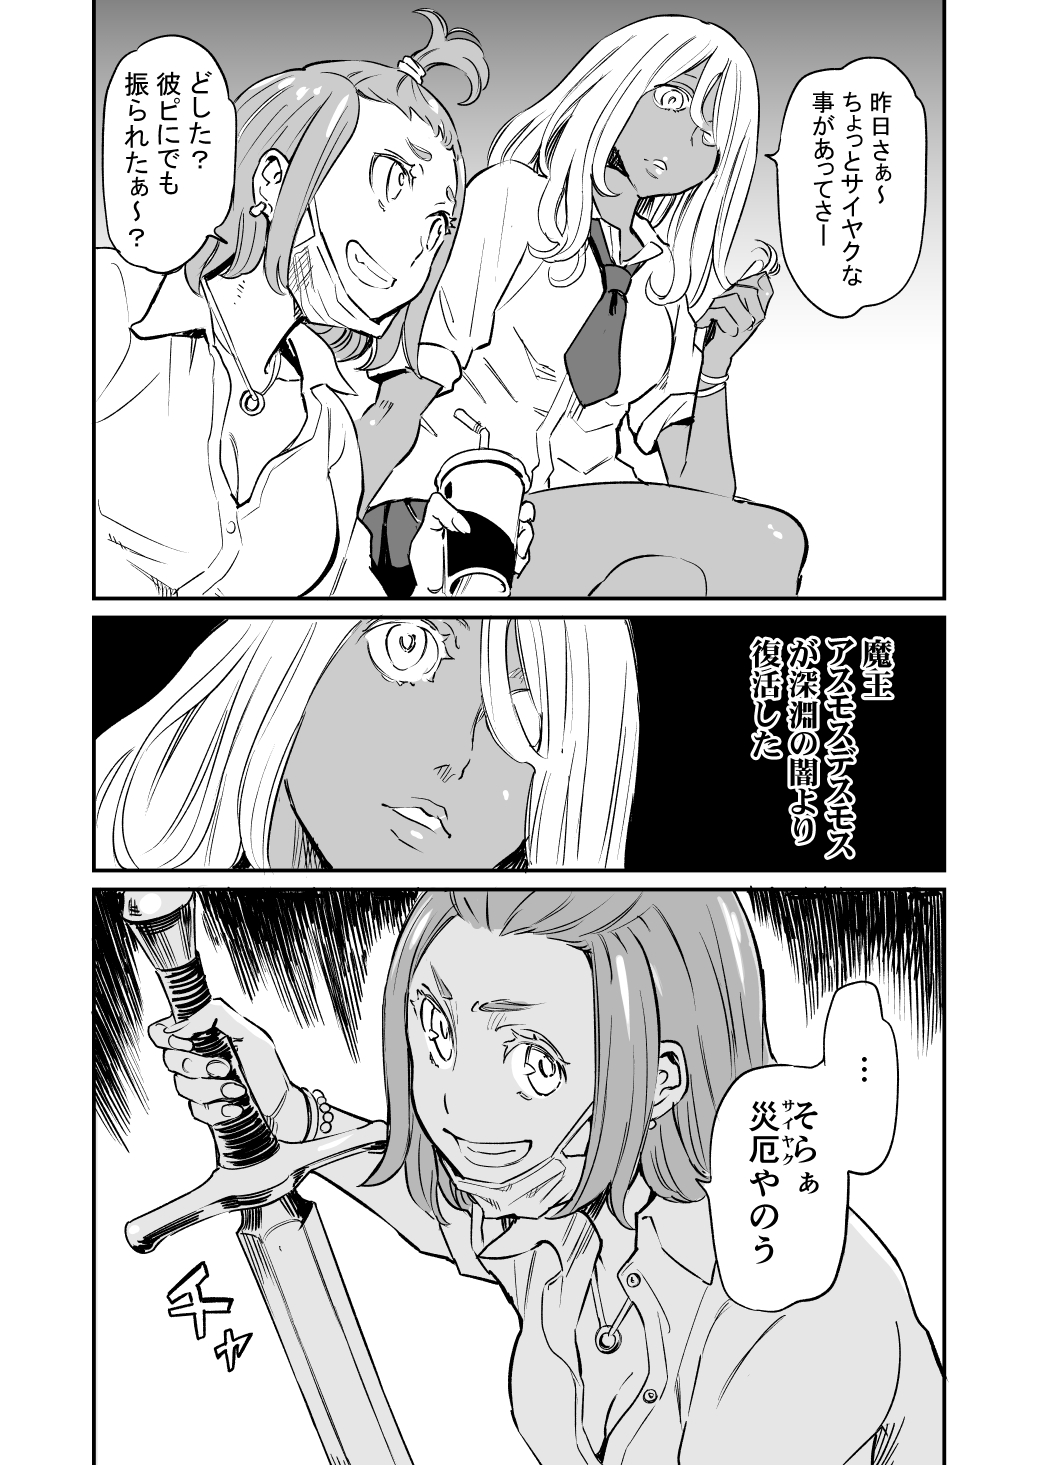 昨日さぁ～
ちょっとサイヤクな
事があってさー
どした？
彼ピにでも
振られたぁ～？
魔王
アスモスデスモス
が深淵の闇より
復活した
…
そらぁ
災厄やのう
サイヤク
チャ